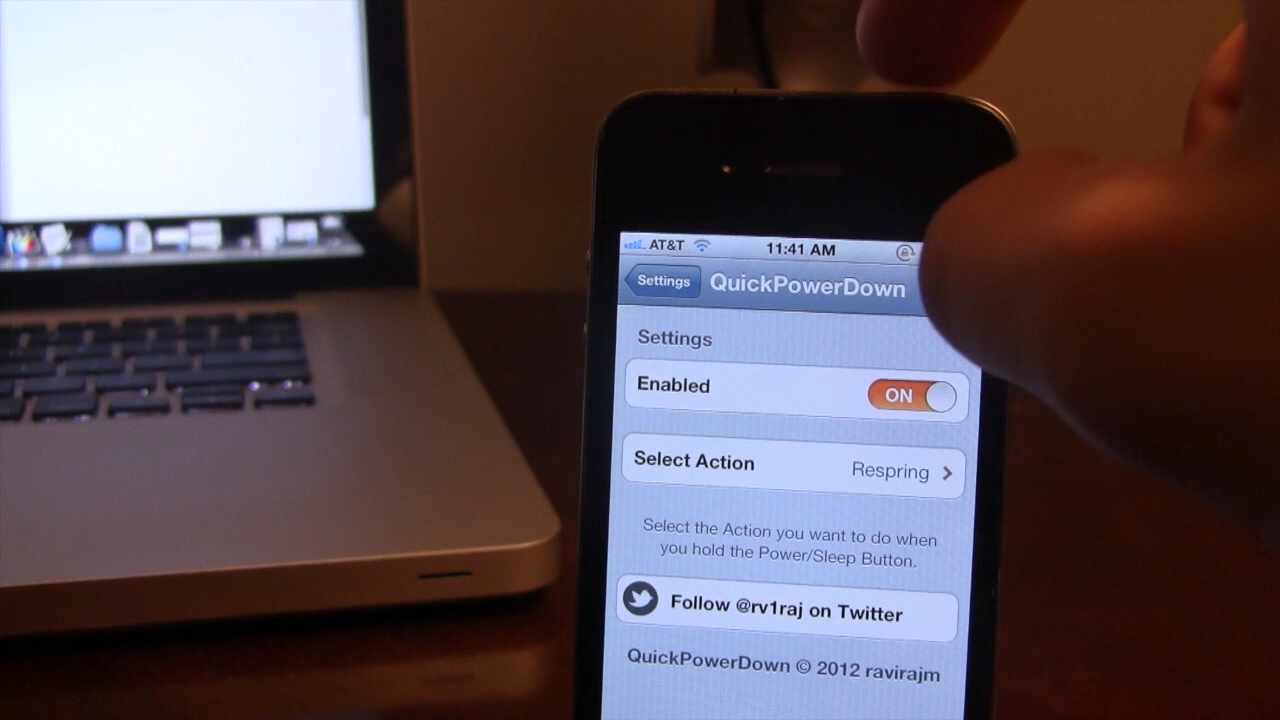 AT&T 11:41 AM
Settings QuickPowerDown
Settings
Enabled ON
Select Action Respring
Select the Action you want to do when
you hold the Power/Sleep Button.
Follow @rv1raj on Twitter
QuickPowerDown © 2012 ravirajm